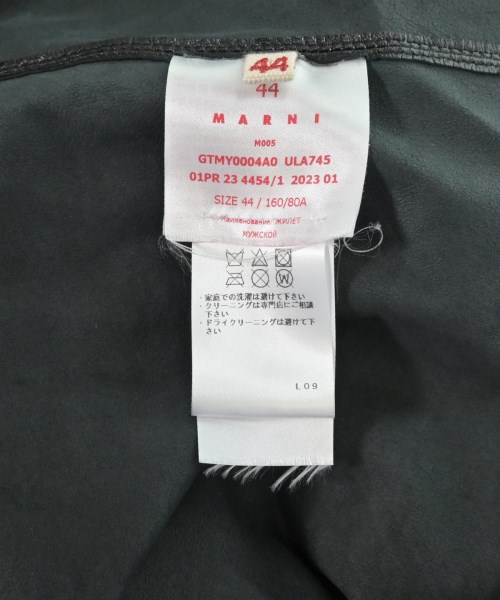 44
44
MARNI
M005
GTMY0004A0 ULA745
01PR 23 4454/1 2023 01
SIZE 44 / 160/80A
Наименование "ЖИЛЕТ"
МУЖСКОЙ
W
・家庭での洗濯は避けて下さい
・クリーニングは専門店にご相談
下さい
・ドライクリーニングは避けて下
さい
L09